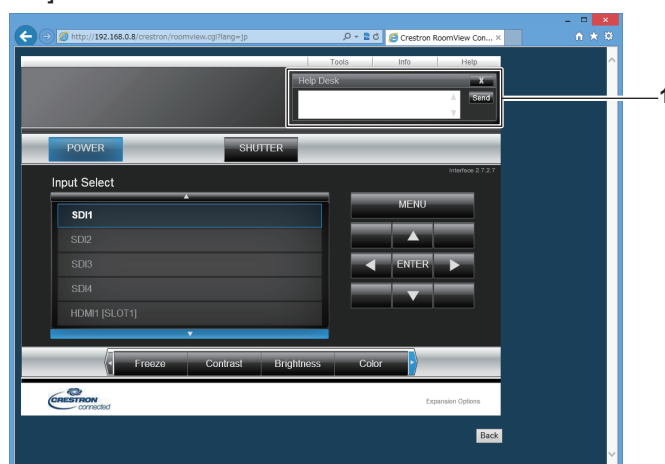 http://192.168.0.8/crestron/roomview.cgi?lang=jp
Crestron RoomView Con...
Tools Info Help
Help Desk X
Send
1
POWER SHUTTER
Interface 2.7.2.7
Input Select
MENU
SDI1
SDI2
SDI3
ENTER
SDI4
HDMI1 [SLOT1]
Freeze Contrast Brightness Color
CRESTRON
connected
Expansion Options
Back